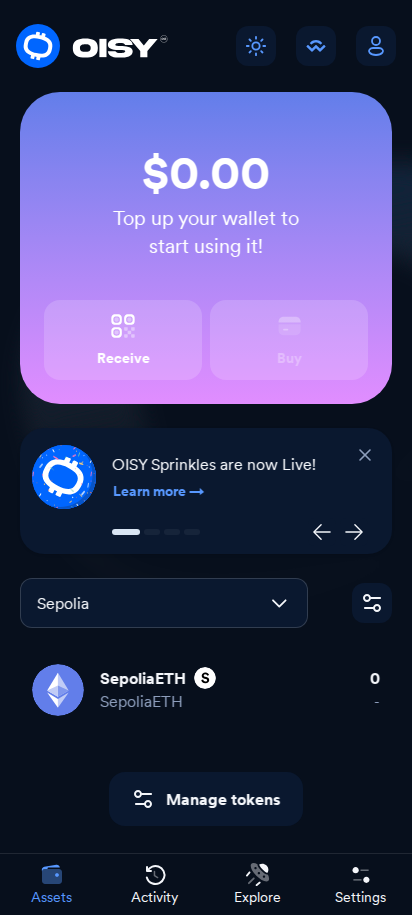 OISY
$0.00
Top up your wallet to
start using it!
Receive
Buy
OISY Sprinkles are now Live!
Learn more →
Sepolia
SepoliaETH S
0
SepoliaETH
-
Manage tokens
Assets
Activity
Explore
Settings